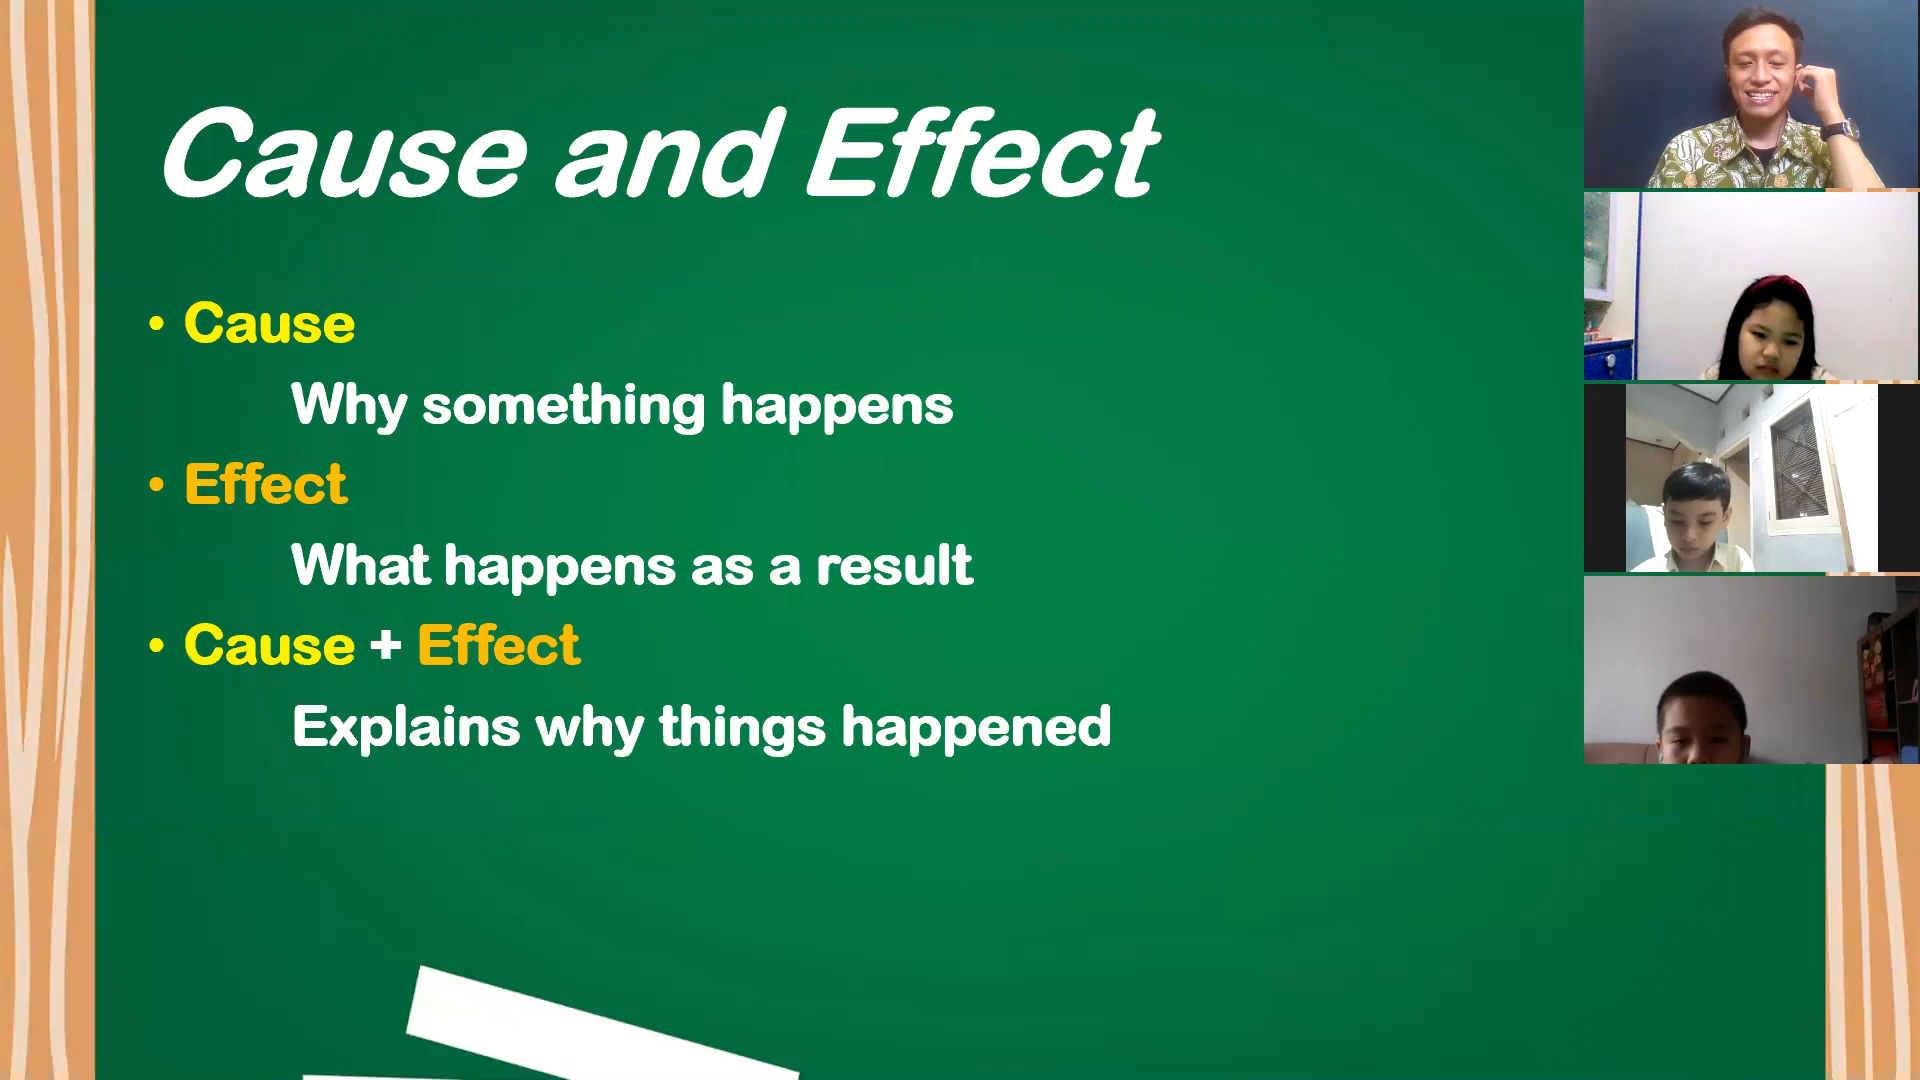 Cause and Effect
• Cause
Why something happens
• Effect
What happens as a result
• Cause + Effect
Explains why things happened